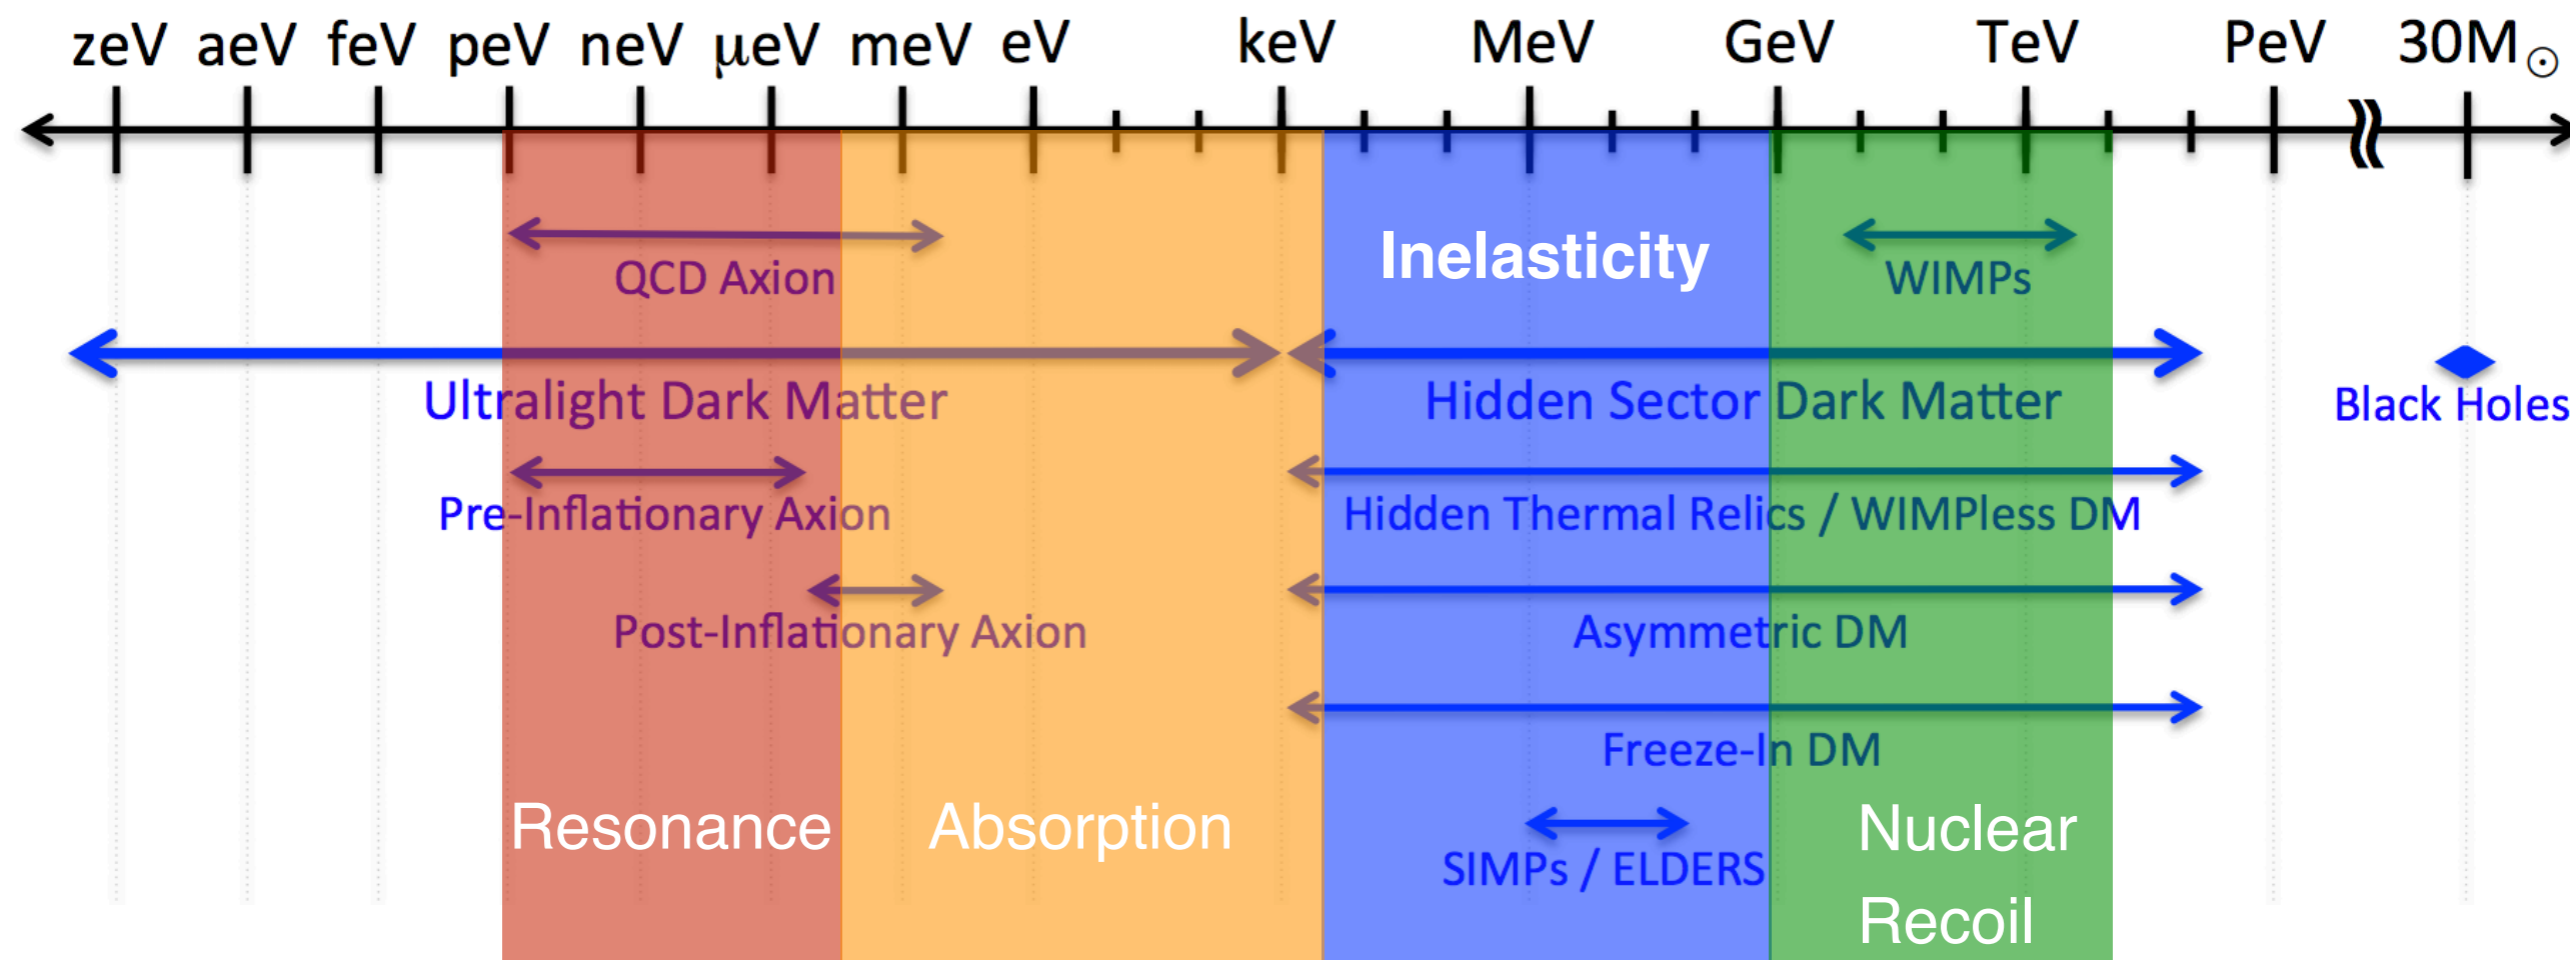 zeV aeV feV peV neV μeV meV eV keV MeV GeV TeV PeV 30M☉
Inelasticity
QCD Axion
WIMPs
Ultralight Dark Matter
Hidden Sector Dark Matter
Black Holes
Pre-Inflationary Axion
Hidden Thermal Relics / WIMPless DM
Post-Inflationary Axion
Asymmetric DM
Freeze-In DM
Resonance
Absorption
Nuclear
Recoil
SIMPs / ELDERS